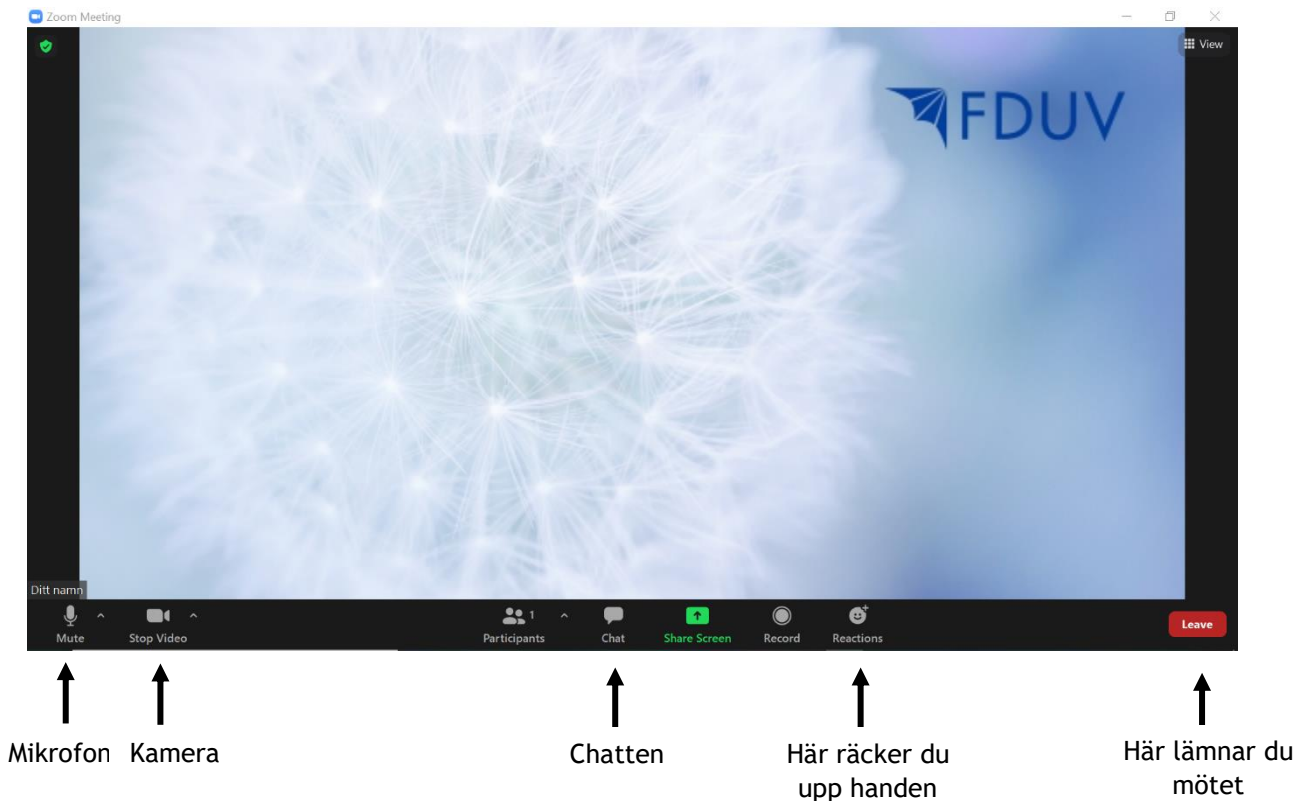 Zoom Meeting
View
FDUV
Ditt namn
1
Mute
Stop Video
Participants
Chat
Share Screen
Record
Reactions
Leave
Mikrofon
Kamera
Chatten
Här räcker du
upp handen
Här lämnar du
mötet